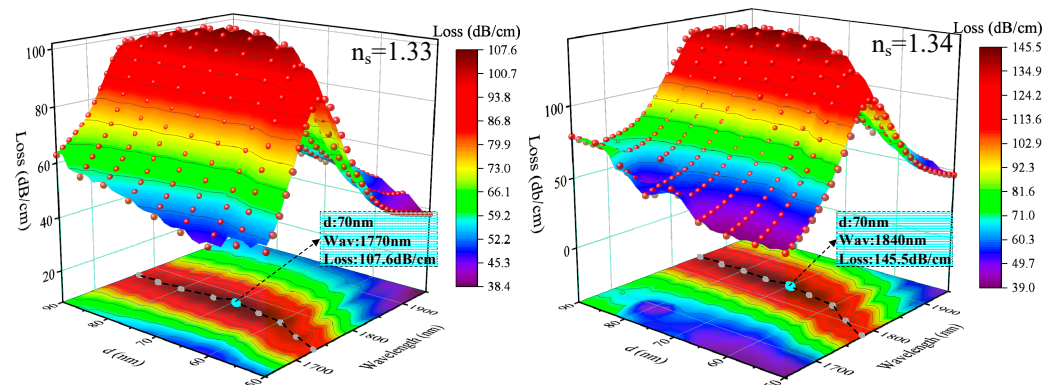 Loss (dB/cm)
n_s=1.33
100
80
60
40
20
Loss (dB/cm)
107.6
100.7
93.8
86.8
79.9
73.0
66.1
59.2
52.2
45.3
38.4
d:70nm
Wav:1770nm
Loss:107.6dB/cm
90
80
70
60
50
d (nm)
1700
1800
1900
Wavelength (nm)
Loss (dB/cm)
n_s=1.34
100
50
0
Loss (db/cm)
145.5
134.9
124.2
113.6
102.9
92.3
81.6
71.0
60.3
49.7
39.0
d:70nm
Wav:1840nm
Loss:145.5dB/cm
90
80
70
60
50
d (nm)
1700
1800
1900
Wavelength (nm)